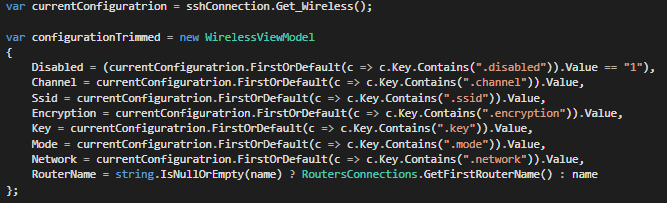 var currentConfiguratrion = sshConnection.Get_Wireless();
var configurationTrimmed = new WirelessViewModel
{
Disabled = (currentConfiguratrion.FirstOrDefault(c => c.Key.Contains(".disabled")).Value == "1"),
Channel = currentConfiguratrion.FirstOrDefault(c => c.Key.Contains(".channel")).Value,
Ssid = currentConfiguratrion.FirstOrDefault(c => c.Key.Contains(".ssid")).Value,
Encryption = currentConfiguratrion.FirstOrDefault(c => c.Key.Contains(".encryption")).Value,
Key = currentConfiguratrion.FirstOrDefault(c => c.Key.Contains(".key")).Value,
Mode = currentConfiguratrion.FirstOrDefault(c => c.Key.Contains(".mode")).Value,
Network = currentConfiguratrion.FirstOrDefault(c => c.Key.Contains(".network")).Value,
RouterName = string.IsNullOrEmpty(name) ? RoutersConnections.GetFirstRouterName() : name
};